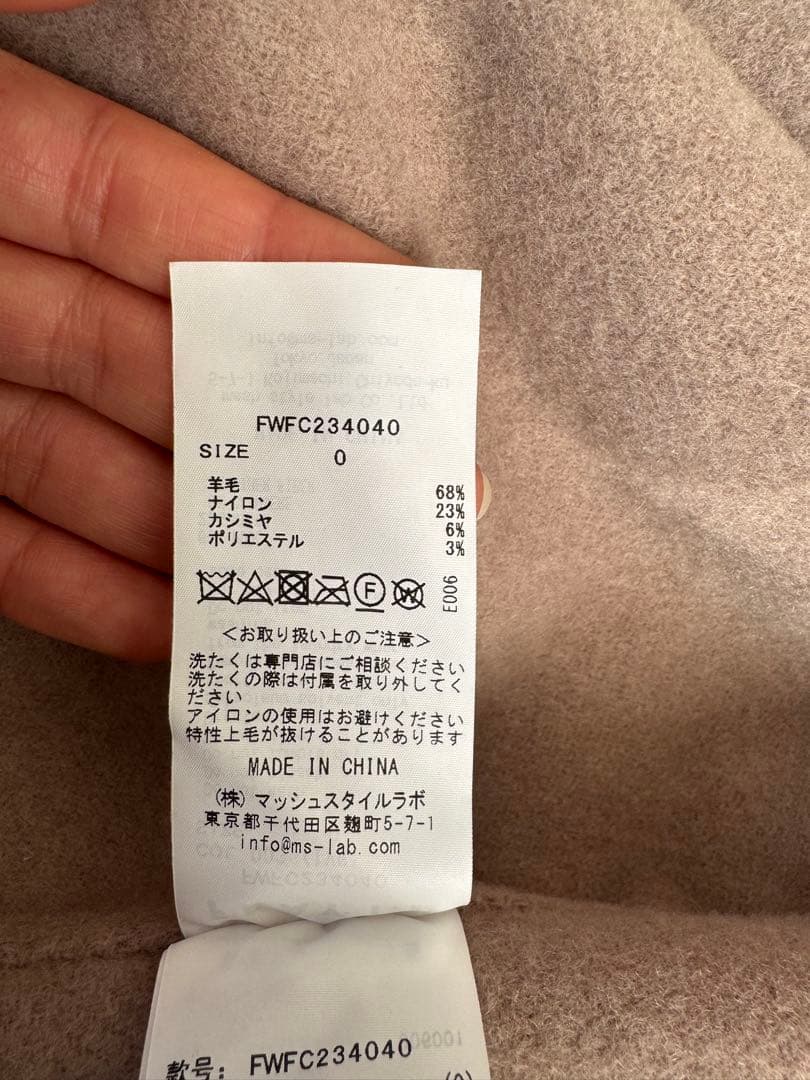 FWFC234040
SIZE 0
羊毛 68%
ナイロン 23%
カシミヤ 6%
ポリエステル 3%
F W E006
＜お取り扱い上のご注意＞
洗たくは専門店にご相談ください
洗たくの際は付属を取り外してく
ださい
アイロンの使用はお避けください
特性上毛が抜けることがあります
MADE IN CHINA
(株)マッシュスタイルラボ
東京都千代田区麹町5-7-1
info@ms-lab.com
款号: FWFC234040
(0)